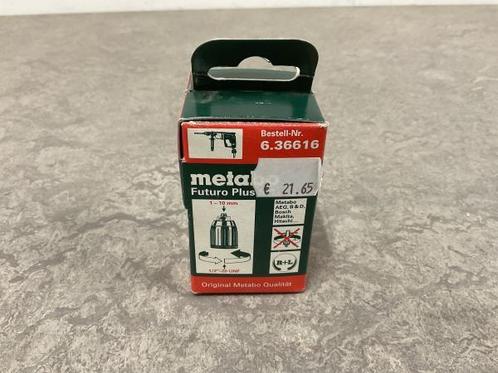 Bestell-Nr.
6.36616
metabo
Futuro Plus
€ 21.65
1 – 10 mm
Metabo
AEG, B & D,
Bosch
Makita,
Hitachi...
R+L
1/2"-20 UNF
Original Metabo Qualität